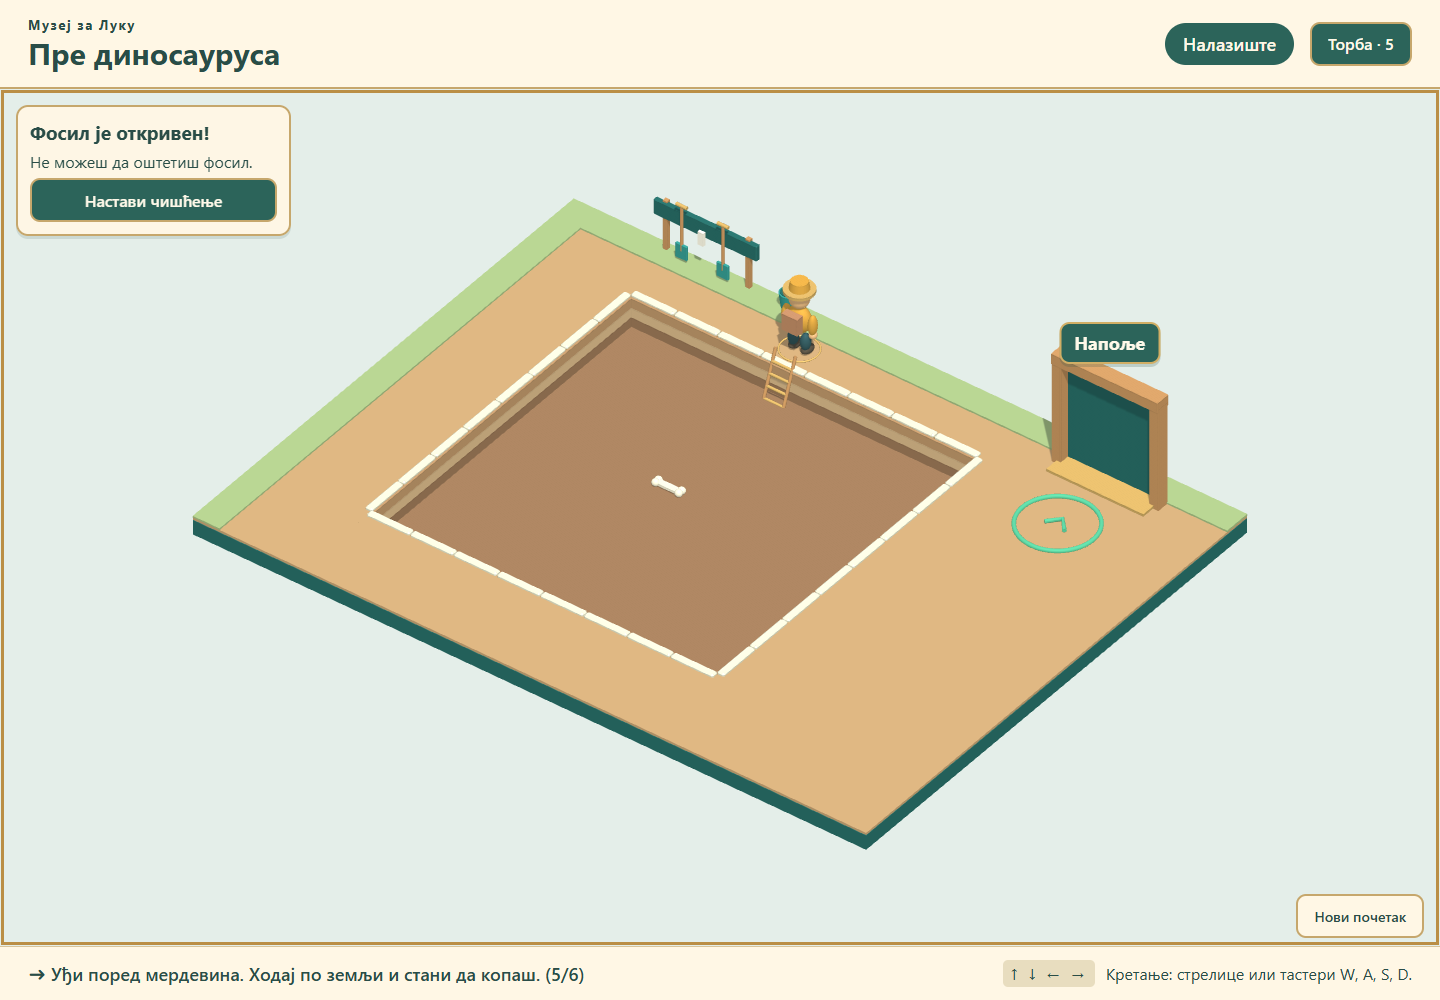 Музеј за Луку
Пре диносауруса
Налазиште
Торба · 5
Фосил је откривен!
Не можеш да оштетиш фосил.
Настави чишћење
Напоље
Нови почетак
→ Уђи поред мердевина. Ходај по земљи и стани да копаш. (5/6)
↑ ↓ ← → Кретање: стрелице или тастери W, A, S, D.